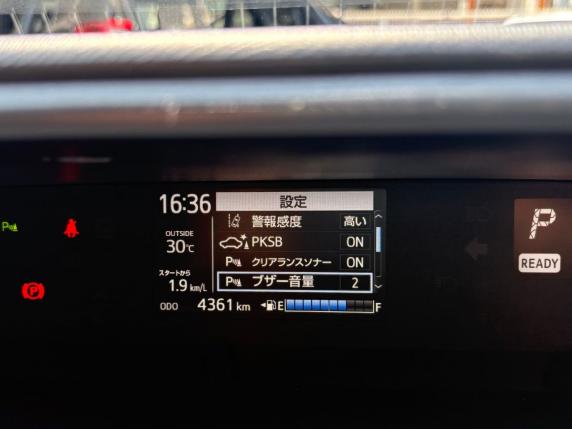 16:36
設定
警報感度 高い
OUTSIDE
30℃
PKSB ON
P クリアランスソナー ON
スタートから
1.9 km/L
P ブザー音量 2
ODO 4361 km
E F
P
READY
P
P